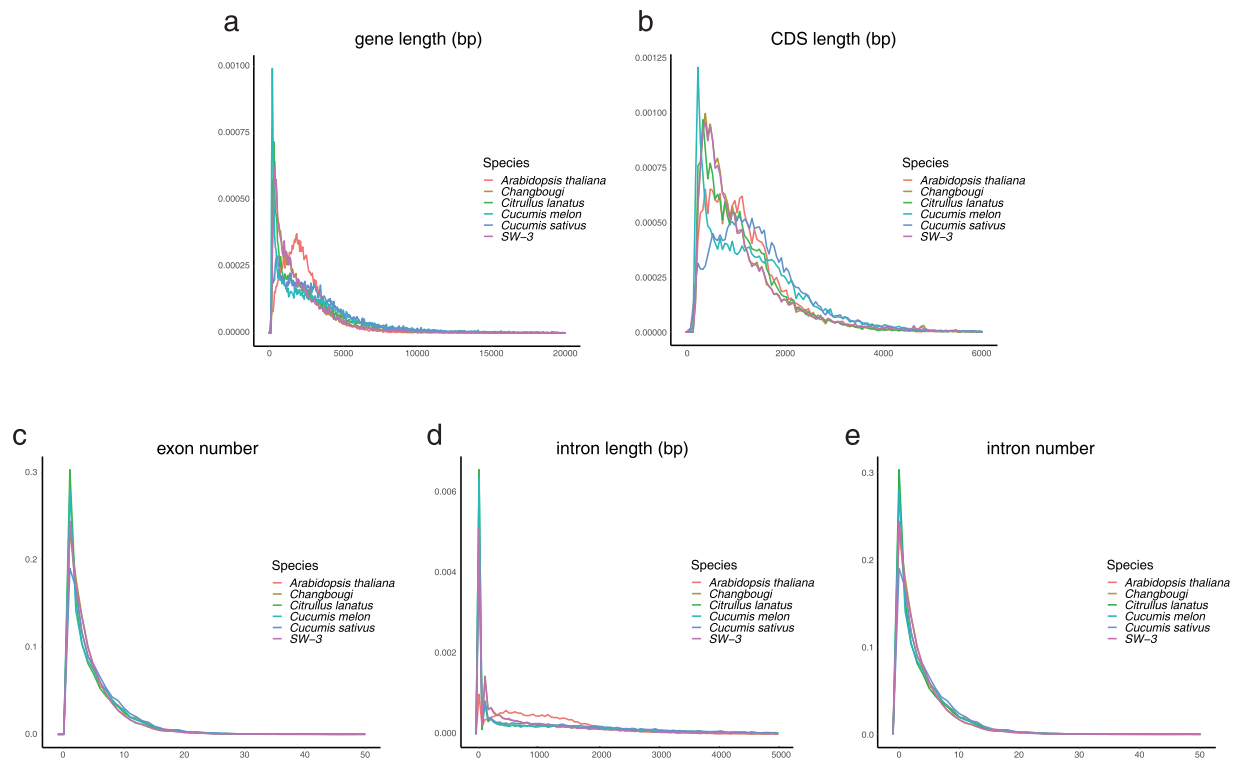 a
gene length (bp)
0.00100
0.00075
0.00050
0.00025
0.00000
0
5000
10000
15000
20000
Species
Arabidopsis thaliana
Changbougi
Citrullus lanatus
Cucumis melon
Cucumis sativus
SW−3
b
CDS length (bp)
0.00125
0.00100
0.00075
0.00050
0.00025
0.00000
0
2000
4000
6000
Species
Arabidopsis thaliana
Changbougi
Citrullus lanatus
Cucumis melon
Cucumis sativus
SW−3
c
exon number
0.3
0.2
0.1
0.0
0
10
20
30
40
50
Species
Arabidopsis thaliana
Changbougi
Citrullus lanatus
Cucumis melon
Cucumis sativus
SW−3
d
intron length (bp)
0.006
0.004
0.002
0.000
0
1000
2000
3000
4000
5000
Species
Arabidopsis thaliana
Changbougi
Citrullus lanatus
Cucumis melon
Cucumis sativus
SW−3
e
intron number
0.3
0.2
0.1
0.0
0
10
20
30
40
50
Species
Arabidopsis thaliana
Changbougi
Citrullus lanatus
Cucumis melon
Cucumis sativus
SW−3